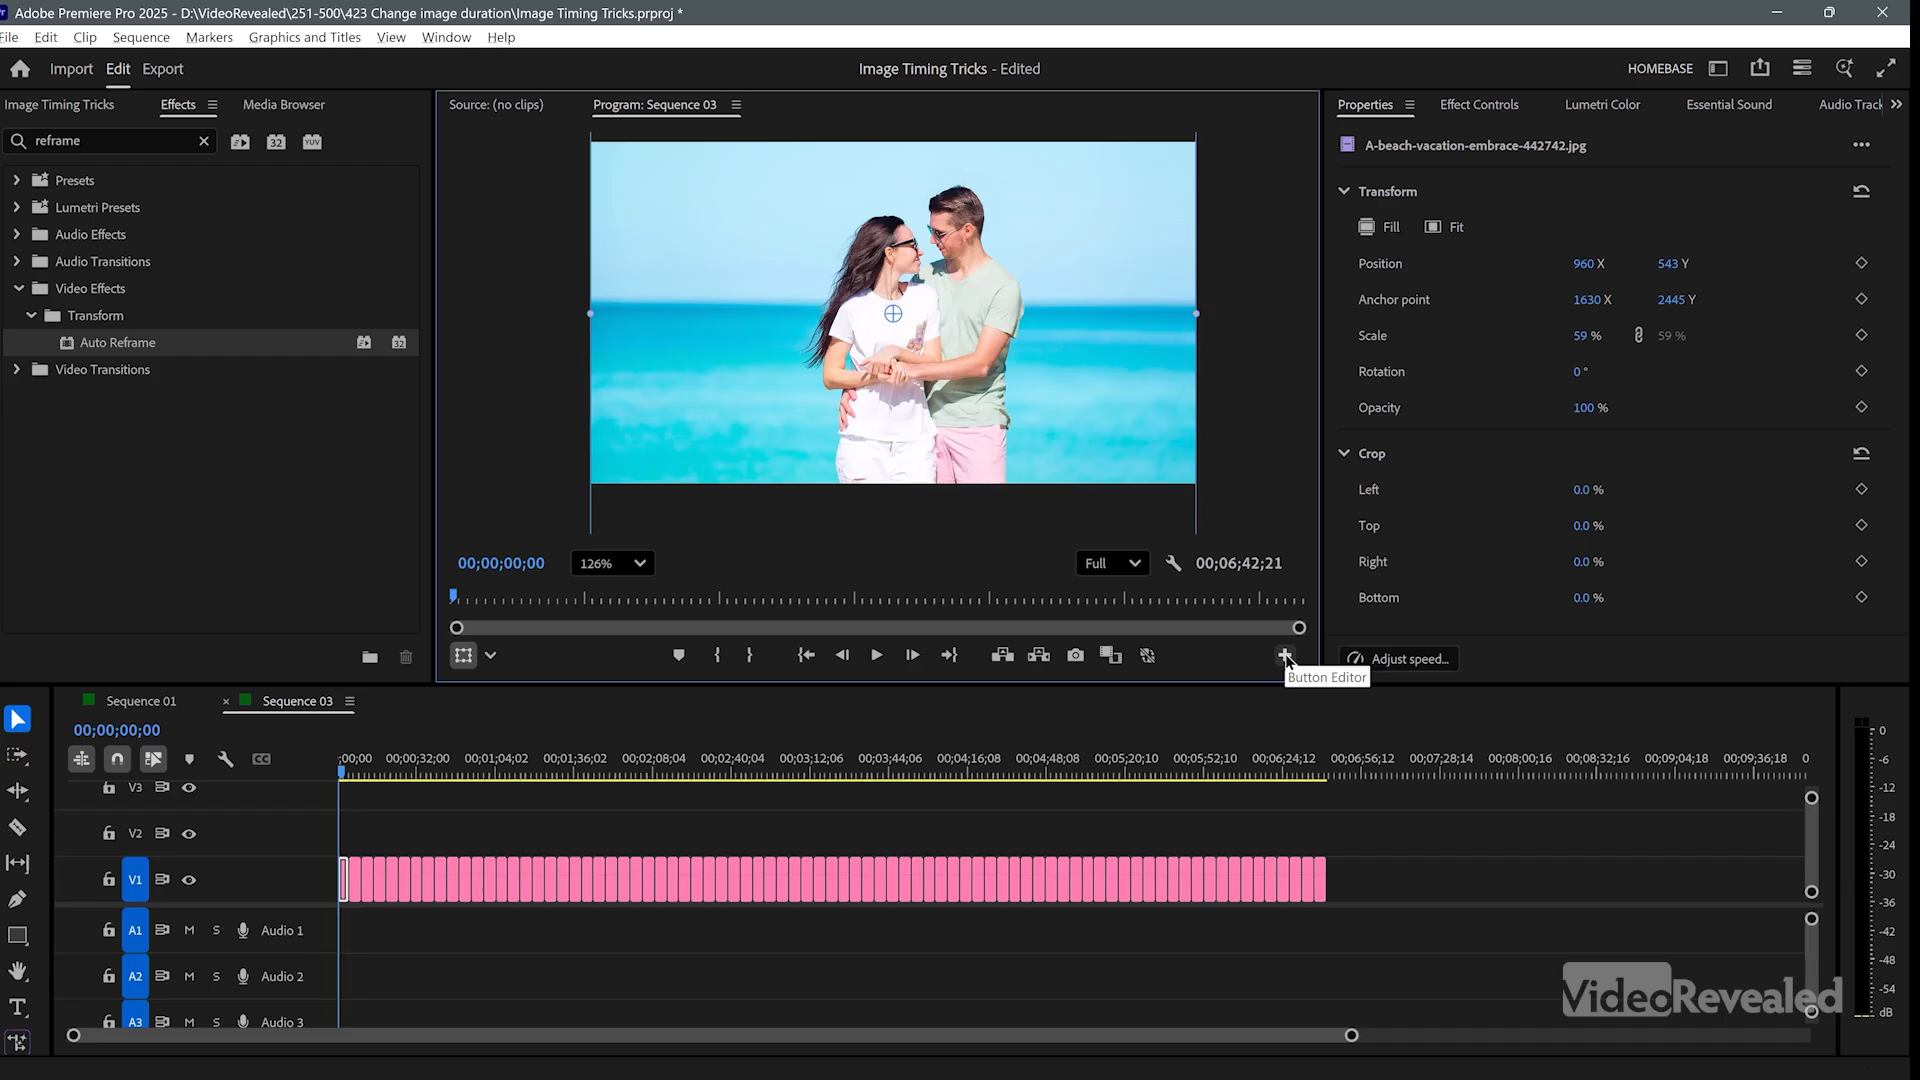 Adobe Premiere Pro 2025 - D:\VideoRevealed\251-500\423 Change image duration\Image Timing Tricks.prproj *
File Edit Clip Sequence Markers Graphics and Titles View Window Help
Import Edit Export
Image Timing Tricks - Edited
HOMEBASE
Image Timing Tricks Effects Media Browser
reframe
32 YUV
Presets
Lumetri Presets
Audio Effects
Audio Transitions
Video Effects
Transform
Auto Reframe
32
Video Transitions
Source: (no clips) Program: Sequence 03
00;00;00;00 126% Full 00;06;42;21
Button Editor
Properties Effect Controls Lumetri Color Essential Sound Audio Track
A-beach-vacation-embrace-442742.jpg
Transform
Fill Fit
Position 960 X 543 Y
Anchor point 1630 X 2445 Y
Scale 59 % 59 %
Rotation 0 °
Opacity 100 %
Crop
Left 0.0 %
Top 0.0 %
Right 0.0 %
Bottom 0.0 %
Adjust speed...
Sequence 01 × Sequence 03
00;00;00;00
CC
;00;00 00;00;32;00 00;01;04;02 00;01;36;02 00;02;08;04 00;02;40;04 00;03;12;06 00;03;44;06 00;04;16;08 00;04;48;08 00;05;20;10 00;05;52;10 00;06;24;12 00;06;56;12 00;07;28;14 00;08;00;16 00;08;32;16 00;09;04;18 00;09;36;18 0
V3
V2
V1
A1 M S Audio 1
A2 M S Audio 2
A3 M S Audio 3
0
-6
-12
-18
-24
-30
-36
-42
-48
-54
dB
VideoRevealed